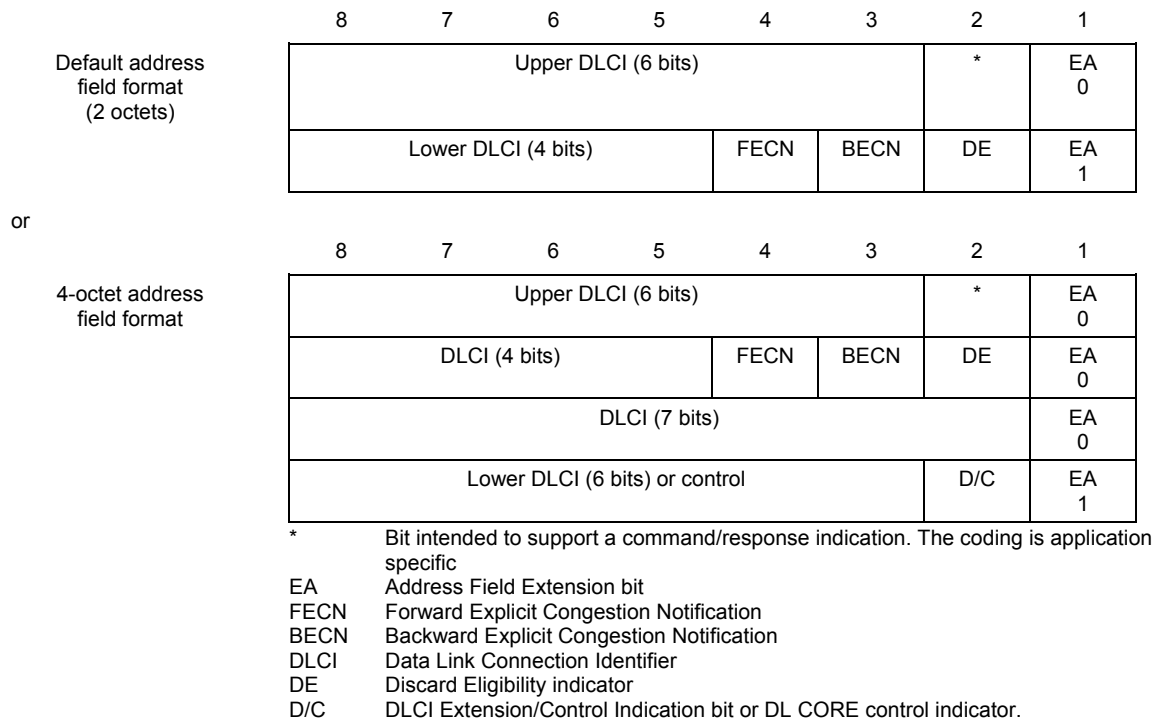 8 7 6 5 4 3 2 1
Default address
field format
(2 octets)
Upper DLCI (6 bits) * EA
0
Lower DLCI (4 bits) FECN BECN DE EA
1
or
8 7 6 5 4 3 2 1
4-octet address
field format
Upper DLCI (6 bits) * EA
0
DLCI (4 bits) FECN BECN DE EA
0
DLCI (7 bits) EA
0
Lower DLCI (6 bits) or control D/C EA
1
* Bit intended to support a command/response indication. The coding is application
specific
EA Address Field Extension bit
FECN Forward Explicit Congestion Notification
BECN Backward Explicit Congestion Notification
DLCI Data Link Connection Identifier
DE Discard Eligibility indicator
D/C DLCI Extension/Control Indication bit or DL CORE control indicator.